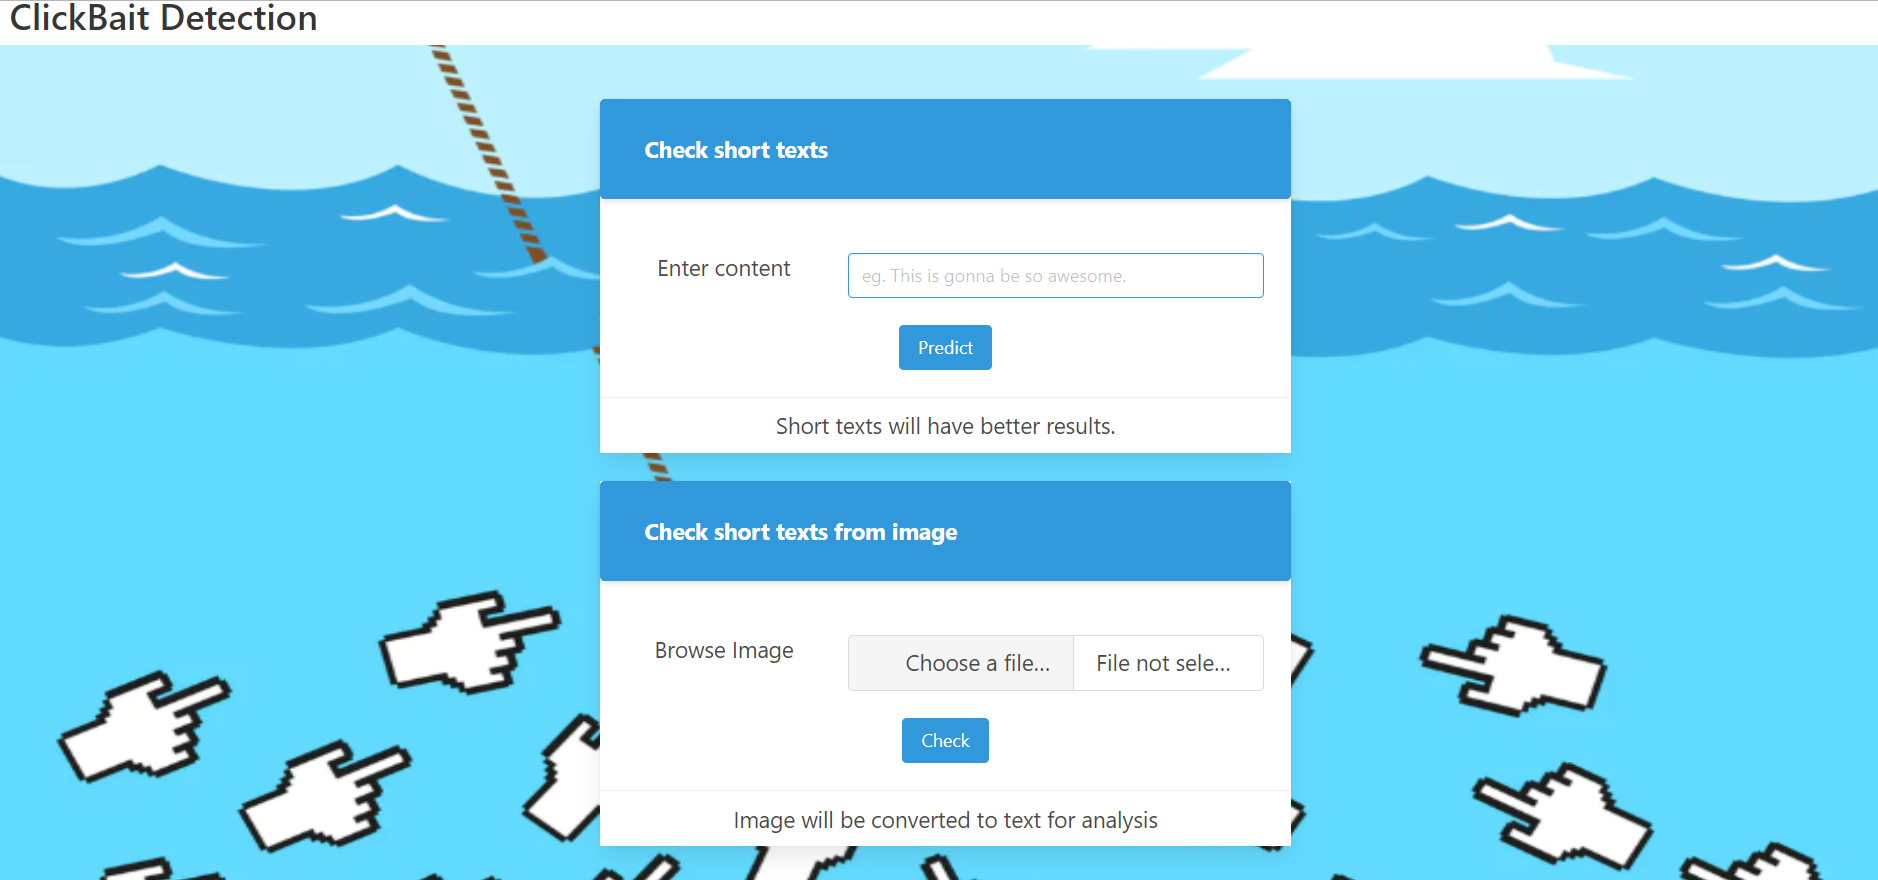 ClickBait Detection
Check short texts
Enter content
eg. This is gonna be so awesome.
Predict
Short texts will have better results.
Check short texts from image
Browse Image
Choose a file...
File not sele...
Check
Image will be converted to text for analysis